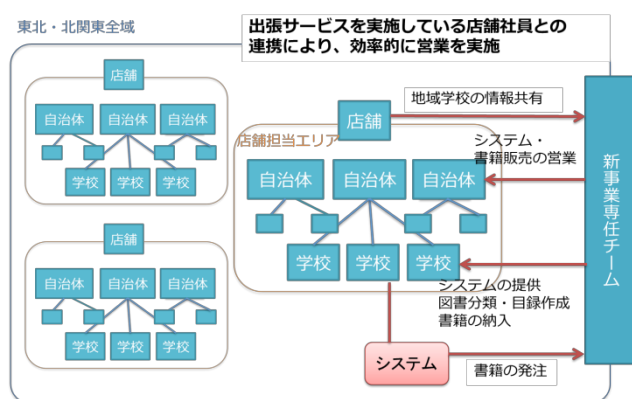 東北・北関東全域
出張サービスを実施している店舗社員との
連携により、効率的に営業を実施
店舗
自治体 自治体 自治体
学校 学校 学校
店舗
自治体 自治体 自治体
学校 学校 学校
店舗担当エリア
店舗
自治体 自治体 自治体
学校 学校 学校
地域学校の情報共有
システム・
書籍販売の営業
システムの提供
図書分類・目録作成
書籍の納入
システム
書籍の発注
新事業専任チーム